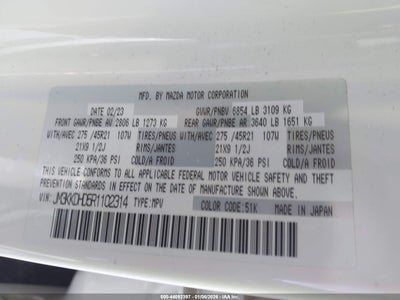 MFD. BY MAZDA MOTOR CORPORATION
DATE 02/23 GVWR/PNBV 6854 LB 3109 KG
FRONT GAWR/PNBE AV 2806 LB 1273 KG REAR GAWR/PNBE AR 3640 LB 1651 KG
WITH/AVEC 275 /45R21 107W TIRES/PNEUS WITH/AVEC 275 /45R21 107W TIRES/PNEUS
21X9 1/2J RIMS/JANTES 21X9 1/2J RIMS/JANTES
250 KPA/36 PSI COLD/A FROID 250 KPA/36 PSI COLD/A FROID
THIS VEHICLE CONFORMS TO ALL APPLICABLE FEDERAL MOTOR VEHICLE SAFETY AND THEFT
PREVENTION STANDARDS IN EFFECT ON THE DATE OF MANUFACTURE SHOWN ABOVE.
VIN: TYPE: MPV COLOR CODE: 51K MADE IN JAPAN